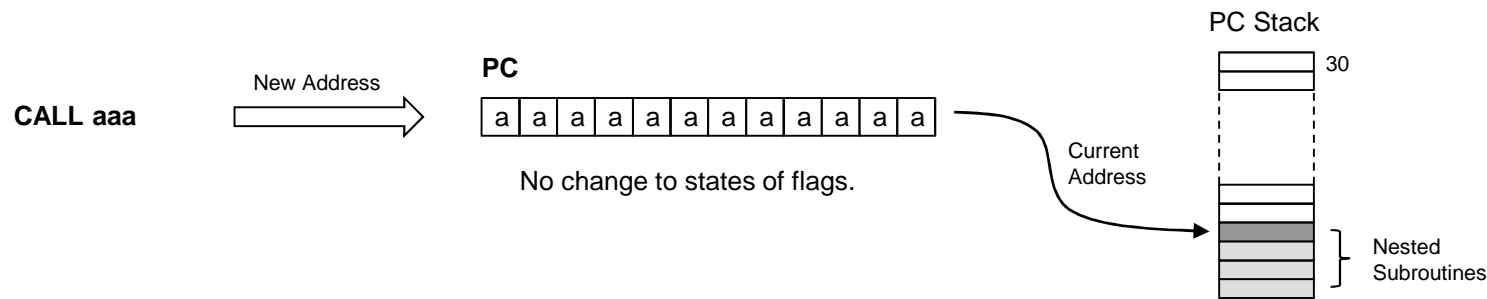 PC Stack
30
New Address
PC
CALL aaa
a a a a a a a a a a a a
Current
Address
No change to states of flags.
Nested
Subroutines